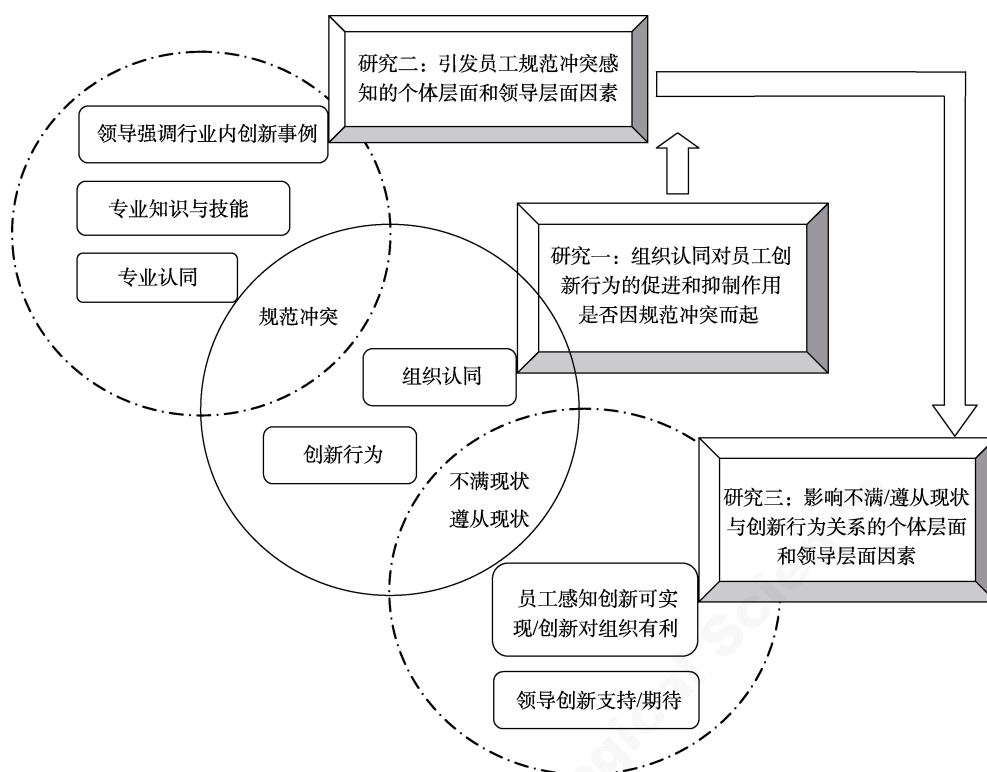 研究二：引发员工规范冲突感
知的个体层面和领导层面因素
领导强调行业内创新事例
专业知识与技能
专业认同
规范冲突
研究一：组织认同对员工创
新行为的促进和抑制作用
是否因规范冲突而起
组织认同
创新行为
不满现状
遵从现状
研究三：影响不满/遵从现状
与创新行为关系的个体层面
和领导层面因素
员工感知创新可实
现/创新对组织有利
领导创新支持/期待